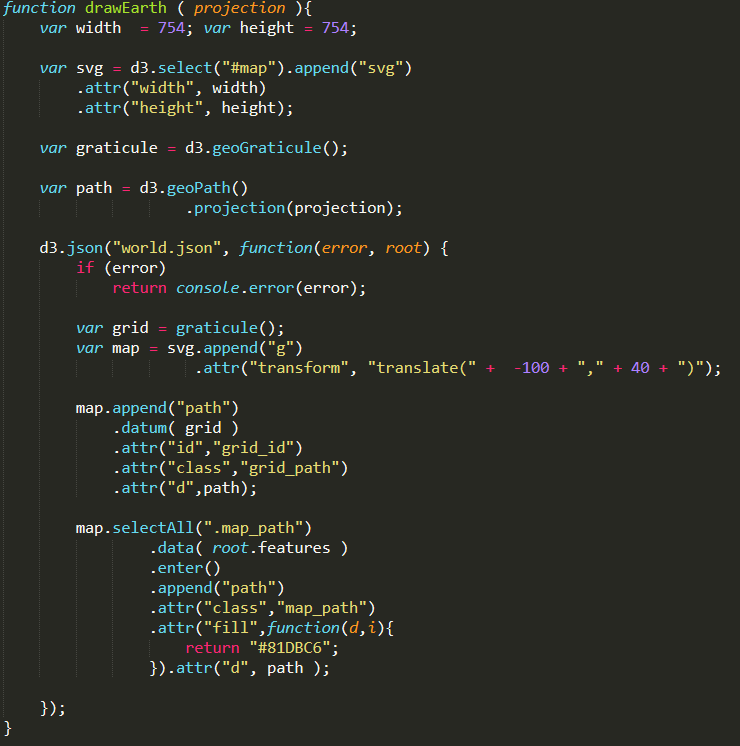 function drawEarth ( projection ){
    var width  = 754; var height = 754;
    var svg = d3.select("#map").append("svg")
        .attr("width", width)
        .attr("height", height);
    var graticule = d3.geoGraticule();
    var path = d3.geoPath()
                    .projection(projection);
    d3.json("world.json", function(error, root) {
        if (error)
            return console.error(error);
        var grid = graticule();
        var map = svg.append("g")
                     .attr("transform", "translate(" +  -100 + "," + 40 + ")");
        map.append("path")
            .datum( grid )
            .attr("id","grid_id")
            .attr("class","grid_path")
            .attr("d",path);
        map.selectAll(".map_path")
                .data( root.features )
                .enter()
                .append("path")
                .attr("class","map_path")
                .attr("fill",function(d,i){
                    return "#81DBC6";
                }).attr("d", path );
    });
}